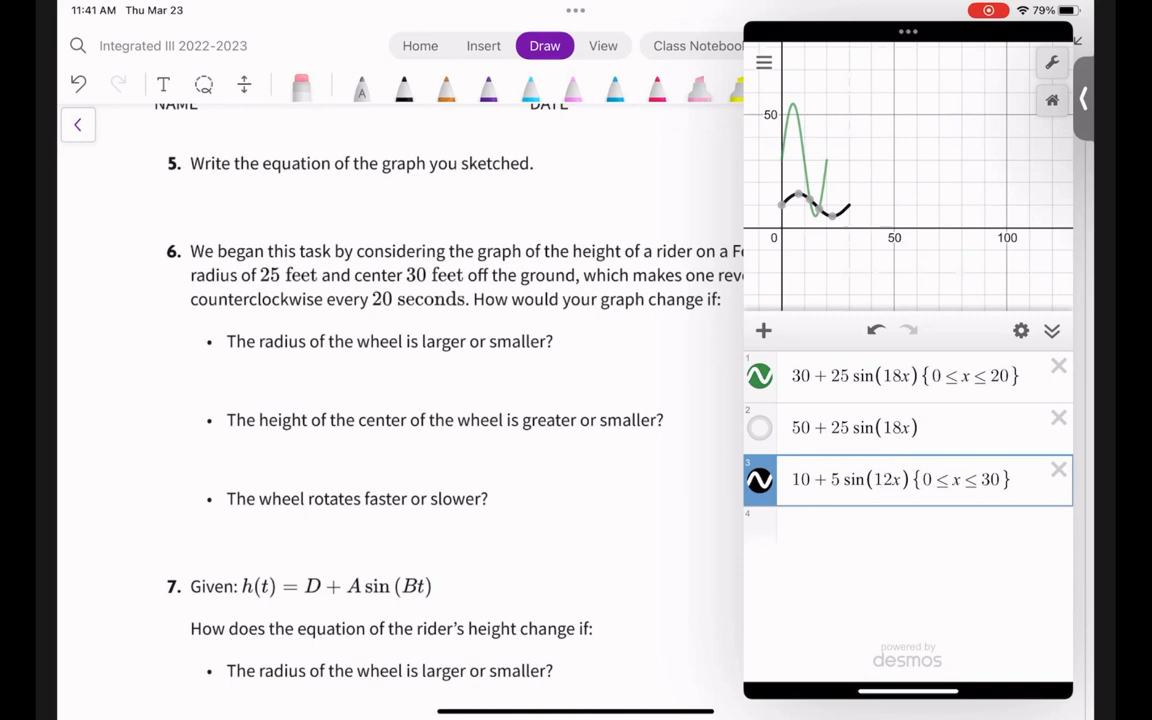 11:41 AM Thu Mar 23
79%
Integrated III 2022-2023
Home Insert Draw View Class Noteboo
NAME DATE
5. Write the equation of the graph you sketched.
6. We began this task by considering the graph of the height of a rider on a Fe
radius of 25 feet and center 30 feet off the ground, which makes one rev
counterclockwise every 20 seconds. How would your graph change if:
• The radius of the wheel is larger or smaller?
• The height of the center of the wheel is greater or smaller?
• The wheel rotates faster or slower?
7. Given: h(t) = D + A sin (Bt)
How does the equation of the rider's height change if:
• The radius of the wheel is larger or smaller?
50
0 50 100
1
30 + 25 sin(18x) {0 ≤ x ≤ 20}
2
50 + 25 sin(18x)
3
10 + 5 sin(12x) {0 ≤ x ≤ 30}
4
powered by
desmos